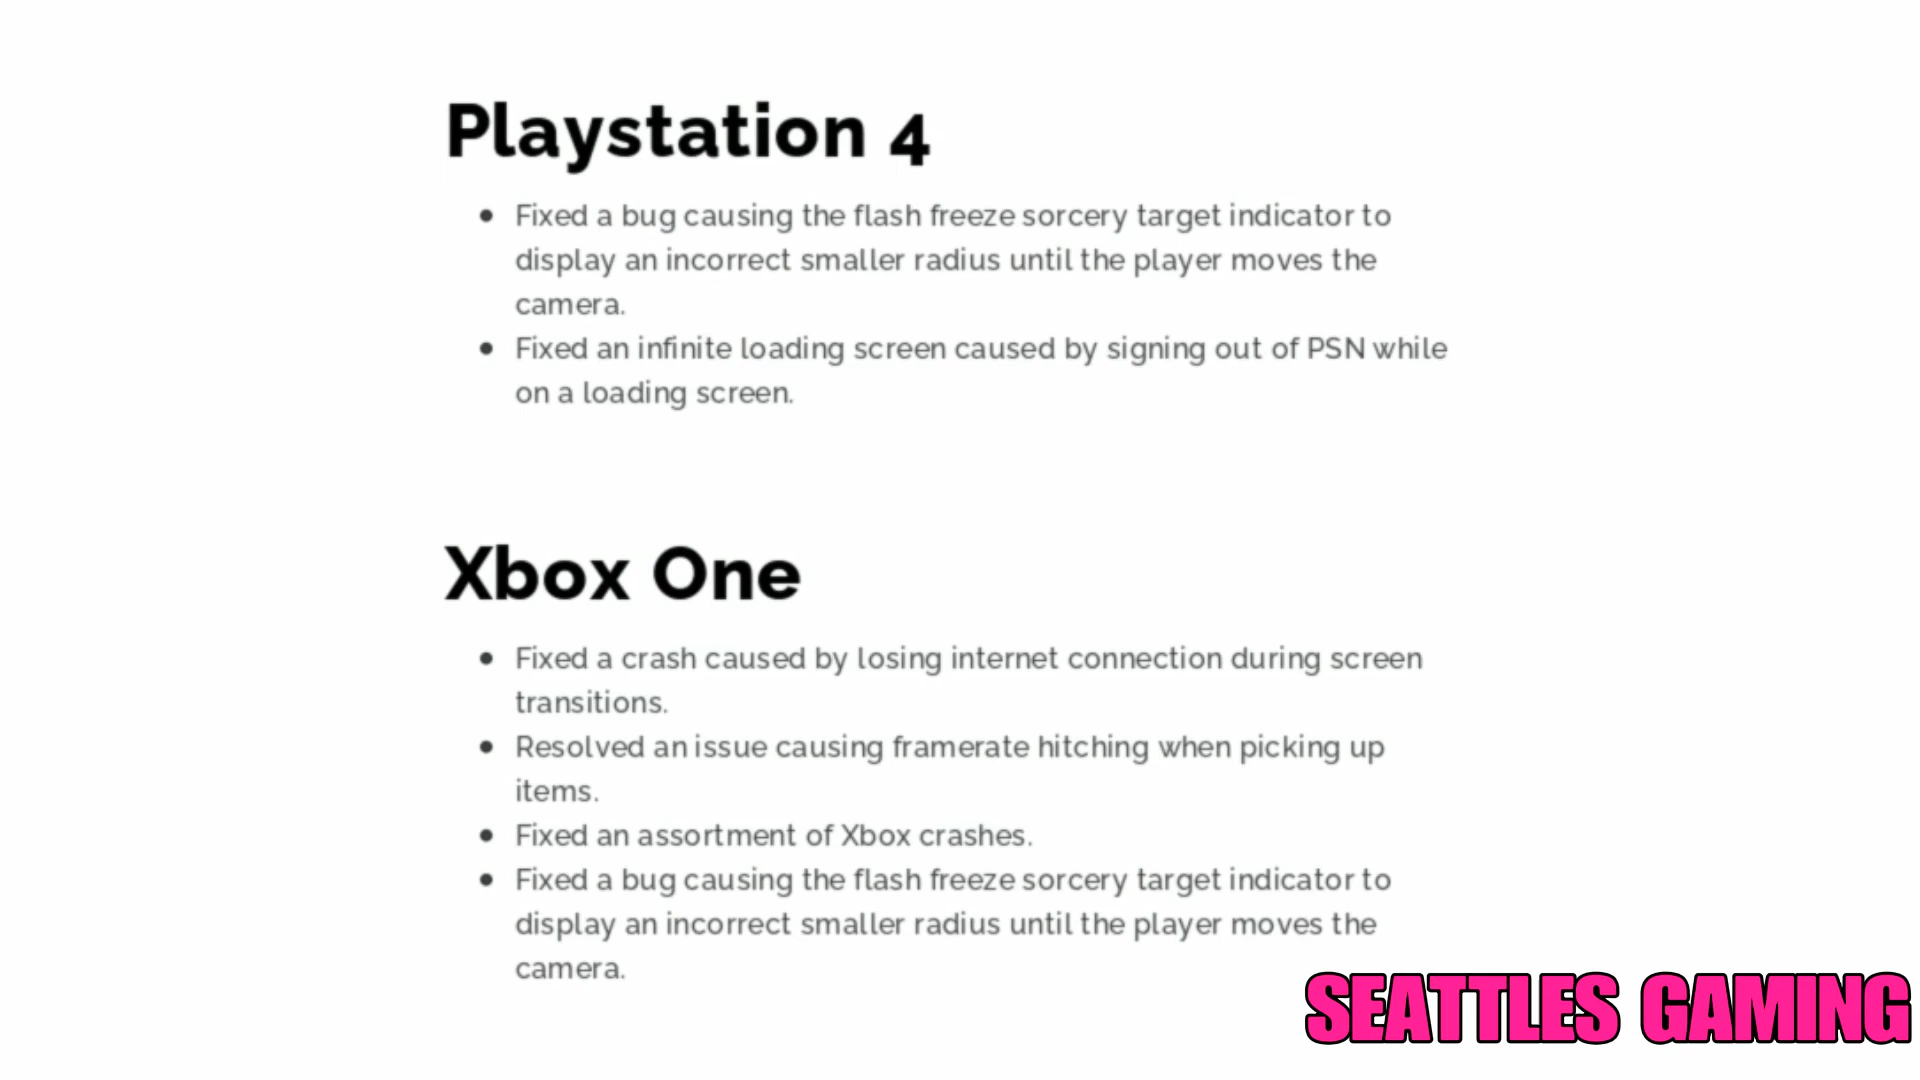 Playstation 4
Fixed a bug causing the flash freeze sorcery target indicator to
display an incorrect smaller radius until the player moves the
camera.
Fixed an infinite loading screen caused by signing out of PSN while
on a loading screen.
Xbox One
Fixed a crash caused by losing internet connection during screen
transitions.
Resolved an issue causing framerate hitching when picking up
items.
Fixed an assortment of Xbox crashes.
Fixed a bug causing the flash freeze sorcery target indicator to
display an incorrect smaller radius until the player moves the
camera.
SEATTLES GAMING